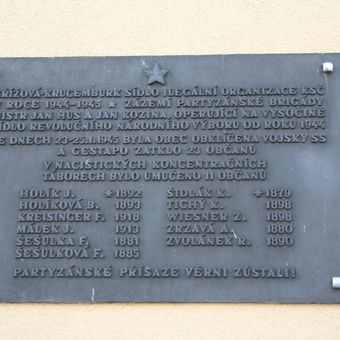 KŘÍŽOVÁ-KRUCEMBURK SÍDLO ILEGÁLNÍ ORGANIZACE KSČ
V ROCE 1944-1945 * ZÁZEMÍ PARTYZÁNSKÉ BRIGÁDY
MISTR JAN HUS A JAN KOZINA, OPERUJÍCÍ NA VYSOČINĚ
SÍDLO REVOLUČNÍHO NÁRODNÍHO VÝBORU OD ROKU 1944
VE DNECH 23-25.I.1945 BYLA OBEC OBKLÍČENA VOJSKY SS
A GESTAPO ZATKLO 23 OBČANŮ
V NACISTICKÝCH KONCENTRAČNÍCH
TÁBORECH BYLO UMUČENO 11 OBČANŮ
HOLÍK J. *1892 ŠIDLÁK K. *1879
HOLÍKOVÁ B. 1893 TICHÝ K. 1898
KREISINGER F. 1918 WIESNER Z. 1898
MÁLEK J. 1913 ZRZAVÁ A. 1880
ŠEŠULKA F. 1881 ZVOLÁNEK R. 1890
ŠEŠULKOVÁ F. 1885
PARTYZÁNSKÉ PŘÍSAZE VĚRNI ZŮSTALI!